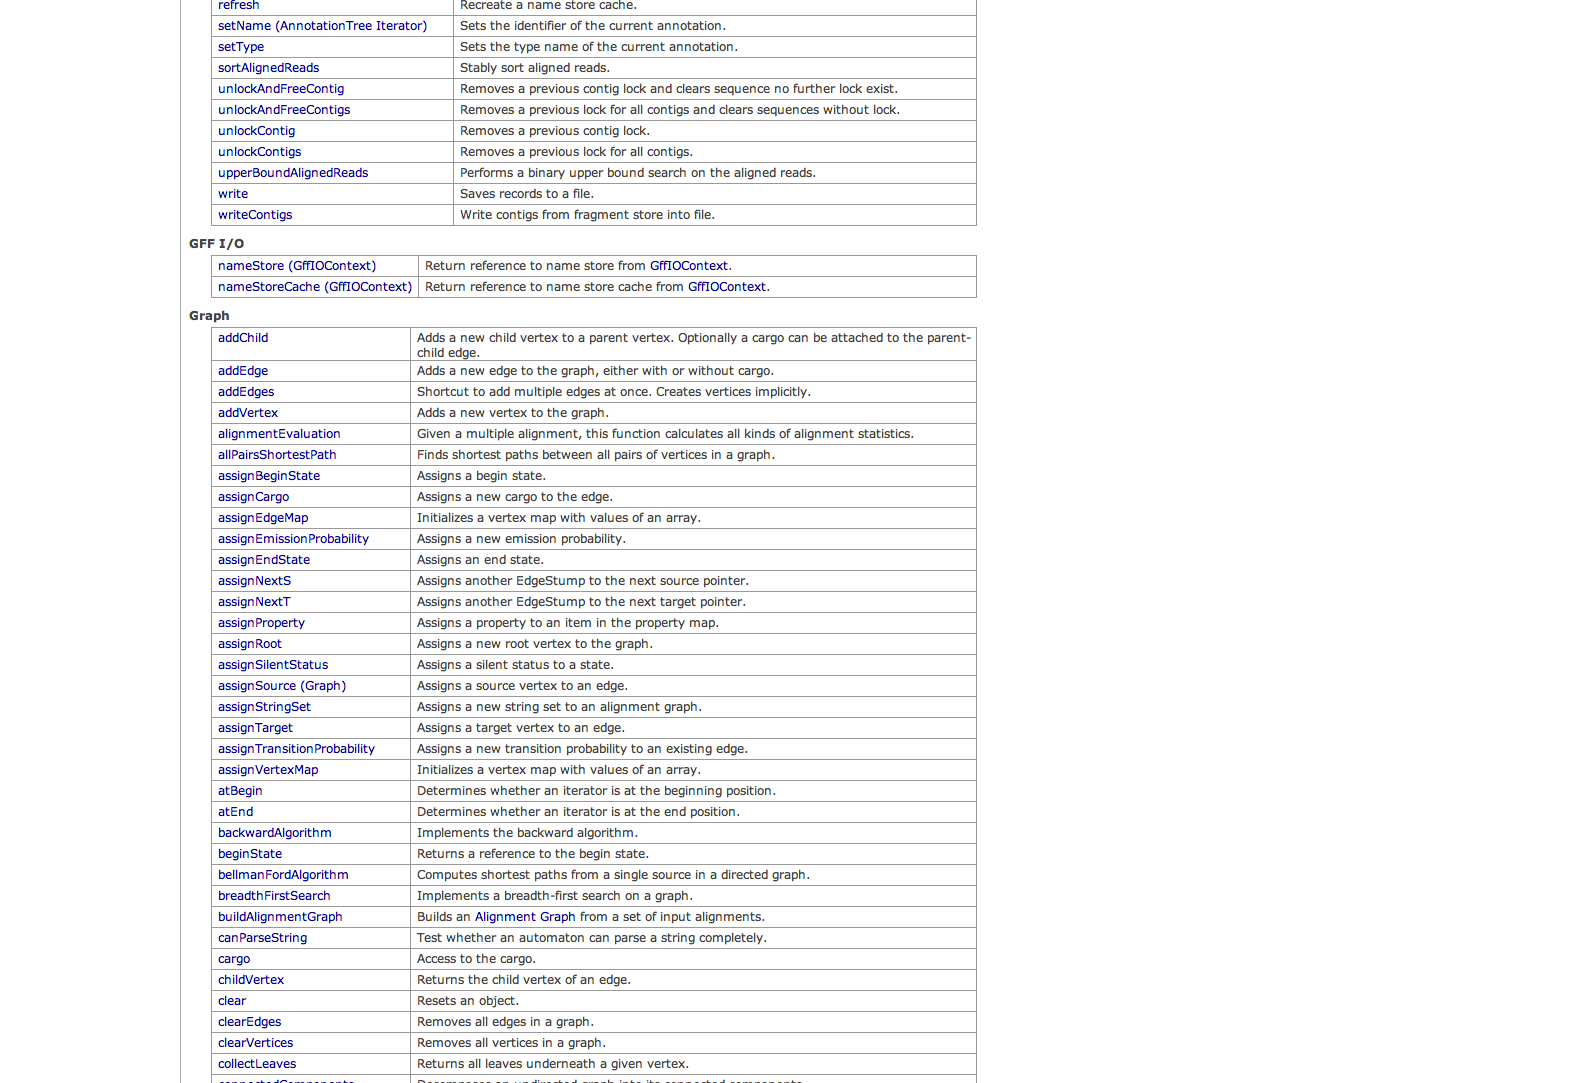 refresh Recreate a name store cache.
setName (AnnotationTree Iterator) Sets the identifier of the current annotation.
setType Sets the type name of the current annotation.
sortAlignedReads Stably sort aligned reads.
unlockAndFreeContig Removes a previous contig lock and clears sequence no further lock exist.
unlockAndFreeContigs Removes a previous lock for all contigs and clears sequences without lock.
unlockContig Removes a previous contig lock.
unlockContigs Removes a previous lock for all contigs.
upperBoundAlignedReads Performs a binary upper bound search on the aligned reads.
write Saves records to a file.
writeContigs Write contigs from fragment store into file.
GFF I/O
nameStore (GffIOContext) Return reference to name store from GffIOContext.
nameStoreCache (GffIOContext) Return reference to name store cache from GffIOContext.
Graph
addChild Adds a new child vertex to a parent vertex. Optionally a cargo can be attached to the parent-
child edge.
addEdge Adds a new edge to the graph, either with or without cargo.
addEdges Shortcut to add multiple edges at once. Creates vertices implicitly.
addVertex Adds a new vertex to the graph.
alignmentEvaluation Given a multiple alignment, this function calculates all kinds of alignment statistics.
allPairsShortestPath Finds shortest paths between all pairs of vertices in a graph.
assignBeginState Assigns a begin state.
assignCargo Assigns a new cargo to the edge.
assignEdgeMap Initializes a vertex map with values of an array.
assignEmissionProbability Assigns a new emission probability.
assignEndState Assigns an end state.
assignNextS Assigns another EdgeStump to the next source pointer.
assignNextT Assigns another EdgeStump to the next target pointer.
assignProperty Assigns a property to an item in the property map.
assignRoot Assigns a new root vertex to the graph.
assignSilentStatus Assigns a silent status to a state.
assignSource (Graph) Assigns a source vertex to an edge.
assignStringSet Assigns a new string set to an alignment graph.
assignTarget Assigns a target vertex to an edge.
assignTransitionProbability Assigns a new transition probability to an existing edge.
assignVertexMap Initializes a vertex map with values of an array.
atBegin Determines whether an iterator is at the beginning position.
atEnd Determines whether an iterator is at the end position.
backwardAlgorithm Implements the backward algorithm.
beginState Returns a reference to the begin state.
bellmanFordAlgorithm Computes shortest paths from a single source in a directed graph.
breadthFirstSearch Implements a breadth-first search on a graph.
buildAlignmentGraph Builds an Alignment Graph from a set of input alignments.
canParseString Test whether an automaton can parse a string completely.
cargo Access to the cargo.
childVertex Returns the child vertex of an edge.
clear Resets an object.
clearEdges Removes all edges in a graph.
clearVertices Removes all vertices in a graph.
collectLeaves Returns all leaves underneath a given vertex.
connectedComponents Decomposes an undirected graph into its connected components.